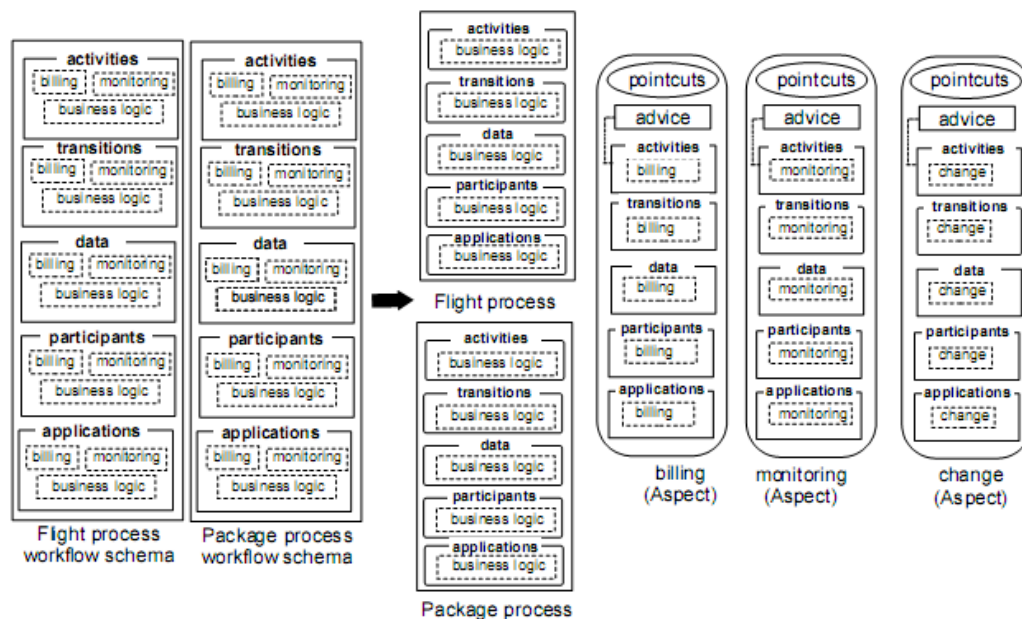 activities
billing
monitoring
business logic
transitions
billing
monitoring
business logic
data
billing
monitoring
business logic
participants
billing
monitoring
business logic
applications
billing
monitoring
business logic
Flight process
workflow schema
activities
billing
monitoring
business logic
transitions
billing
monitoring
business logic
data
billing
monitoring
business logic
participants
billing
monitoring
business logic
applications
billing
monitoring
business logic
Package process
workflow schema
activities
business logic
transitions
business logic
data
business logic
participants
business logic
applications
business logic
Flight process
activities
business logic
transitions
business logic
data
business logic
participants
business logic
applications
business logic
Package process
pointcuts
advice
activities
billing
transitions
billing
data
billing
participants
billing
applications
billing
billing
(Aspect)
pointcuts
advice
activities
monitoring
transitions
monitoring
data
monitoring
participants
monitoring
applications
monitoring
monitoring
(Aspect)
pointcuts
advice
activities
change
transitions
change
data
change
participants
change
applications
change
change
(Aspect)